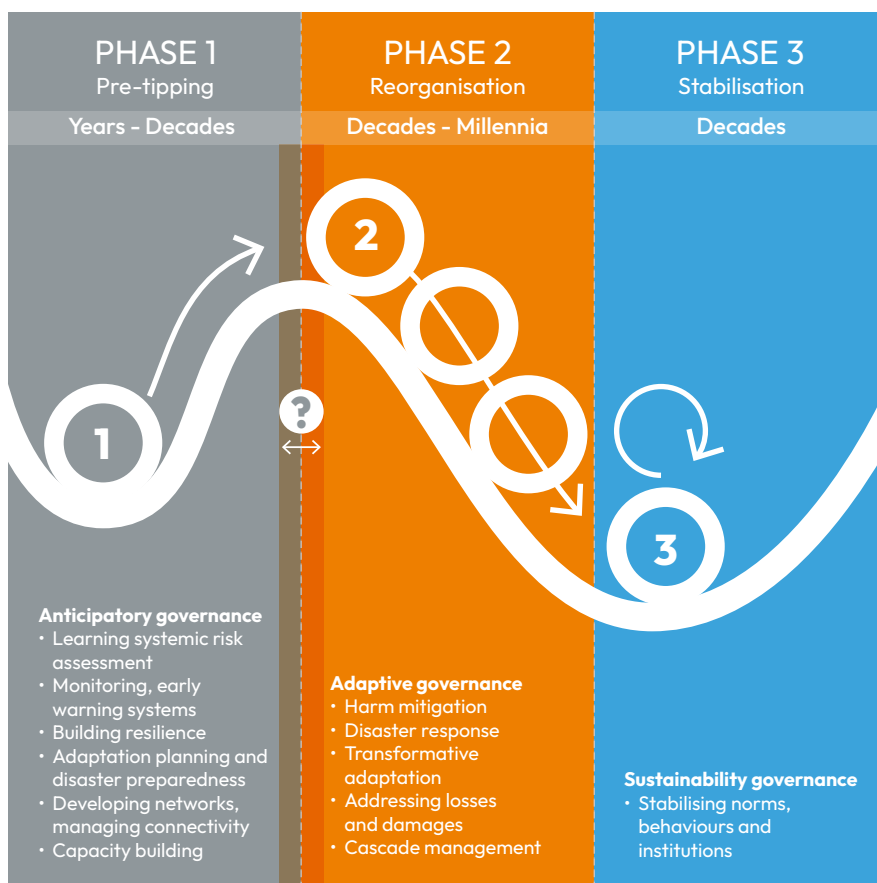 PHASE 1
Pre-tipping
Years - Decades
1
Anticipatory governance
• Learning systemic risk
assessment
• Monitoring, early
warning systems
• Building resilience
• Adaptation planning and
disaster preparedness
• Developing networks,
managing connectivity
• Capacity building
?
PHASE 2
Reorganisation
Decades - Millennia
2
Adaptive governance
• Harm mitigation
• Disaster response
• Transformative
adaptation
• Addressing losses
and damages
• Cascade management
PHASE 3
Stabilisation
Decades
3
Sustainability governance
• Stabilising norms,
behaviours and
institutions